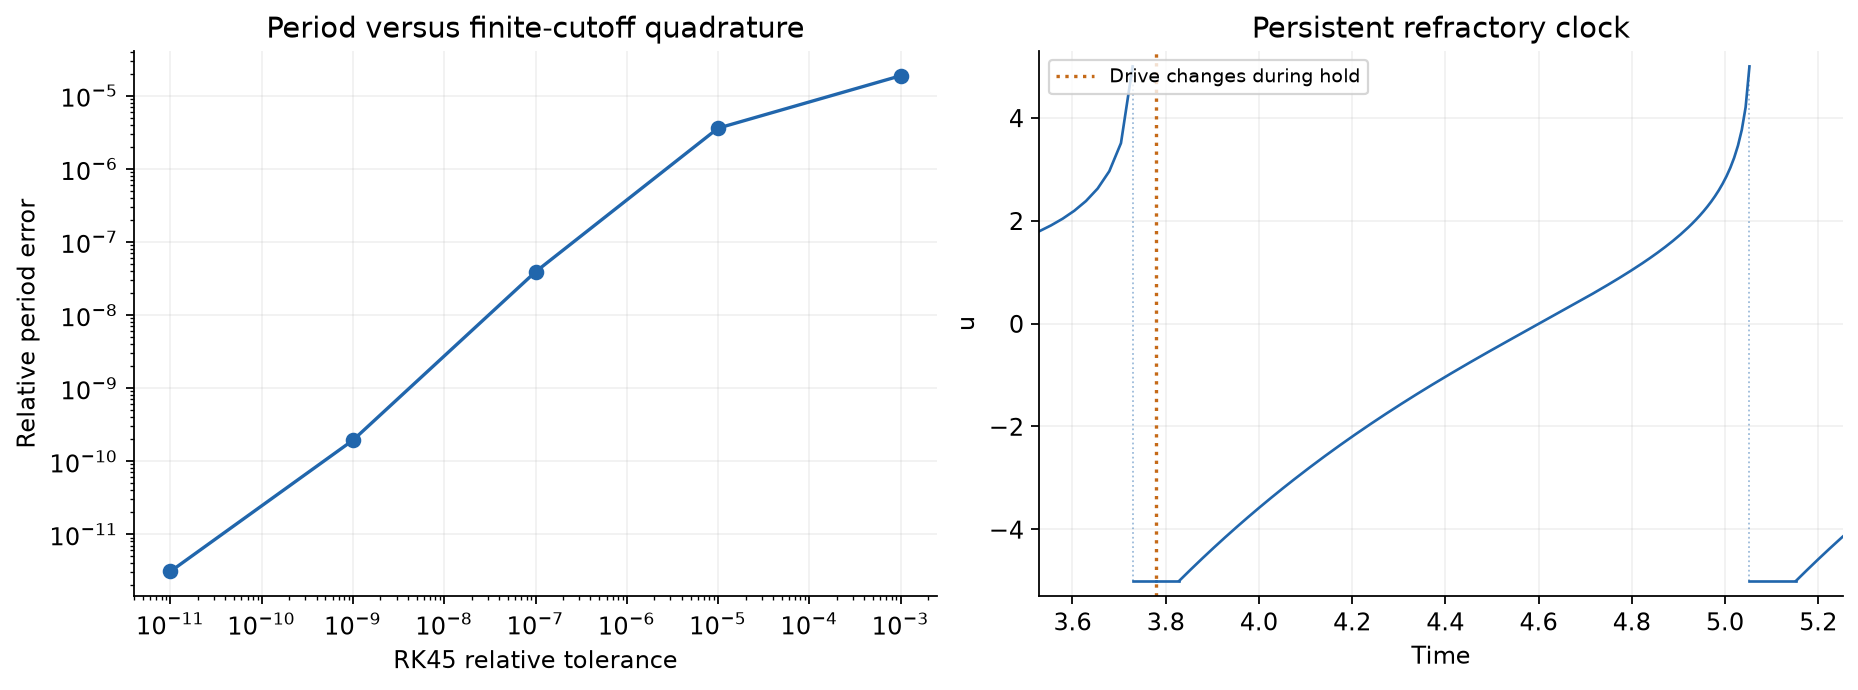 Period versus finite-cutoff quadrature
Relative period error
10⁻⁵
10⁻⁶
10⁻⁷
10⁻⁸
10⁻⁹
10⁻¹⁰
10⁻¹¹
10⁻¹¹ 10⁻¹⁰ 10⁻⁹ 10⁻⁸ 10⁻⁷ 10⁻⁶ 10⁻⁵ 10⁻⁴ 10⁻³
RK45 relative tolerance
Persistent refractory clock
Drive changes during hold
u
4
2
0
−2
−4
3.6 3.8 4.0 4.2 4.4 4.6 4.8 5.0 5.2
Time